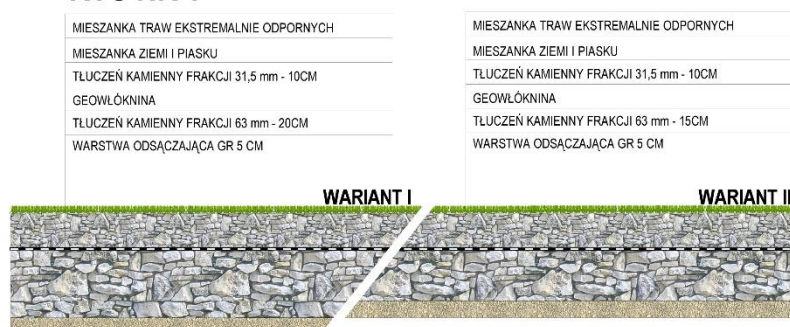 MIESZANKA TRAW EKSTREMALNIE ODPORNYCH
MIESZANKA ZIEMI I PIASKU
TŁUCZEŃ KAMIENNY FRAKCJI 31,5 mm - 10CM
GEOWŁÓKNINA
TŁUCZEŃ KAMIENNY FRAKCJI 63 mm - 20CM
WARSTWA ODSĄCZAJĄCA GR 5 CM
WARIANT I
MIESZANKA TRAW EKSTREMALNIE ODPORNYCH
MIESZANKA ZIEMI I PIASKU
TŁUCZEŃ KAMIENNY FRAKCJI 31,5 mm - 10CM
GEOWŁÓKNINA
TŁUCZEŃ KAMIENNY FRAKCJI 63 mm - 15CM
WARSTWA ODSĄCZAJĄCA GR 5 CM
WARIANT II